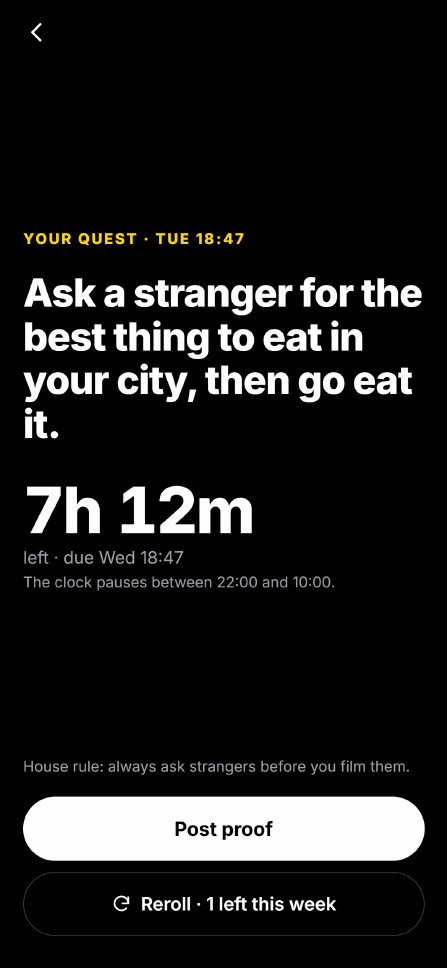 YOUR QUEST · TUE 18:47
Ask a stranger for the
best thing to eat in
your city, then go eat
it.
7h 12m
left · due Wed 18:47
The clock pauses between 22:00 and 10:00.
House rule: always ask strangers before you film them.
Post proof
Reroll · 1 left this week